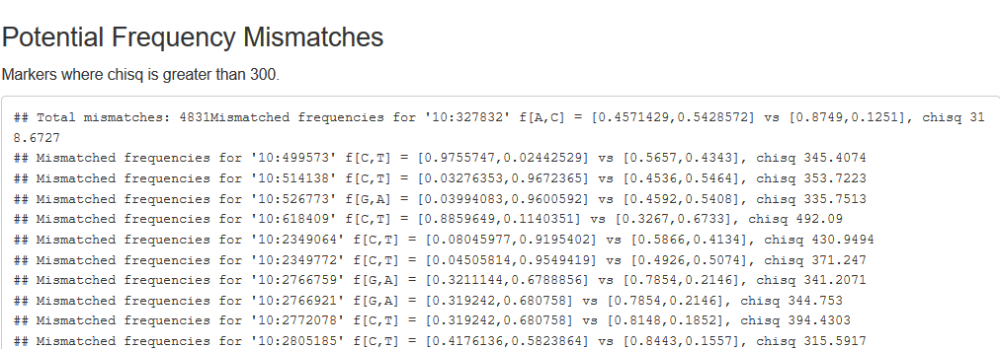 Potential Frequency Mismatches
Markers where chisq is greater than 300.
## Total mismatches: 4831Mismatched frequencies for '10:327832' f[A,C] = [0.4571429,0.5428572] vs [0.8749,0.1251], chisq 31
8.6727
## Mismatched frequencies for '10:499573' f[C,T] = [0.9755747,0.02442529] vs [0.5657,0.4343], chisq 345.4074
## Mismatched frequencies for '10:514138' f[C,T] = [0.03276353,0.9672365] vs [0.4536,0.5464], chisq 353.7223
## Mismatched frequencies for '10:526773' f[G,A] = [0.03994083,0.9600592] vs [0.4592,0.5408], chisq 335.7513
## Mismatched frequencies for '10:618409' f[C,T] = [0.8859649,0.1140351] vs [0.3267,0.6733], chisq 492.09
## Mismatched frequencies for '10:2349064' f[C,T] = [0.08045977,0.9195402] vs [0.5866,0.4134], chisq 430.9494
## Mismatched frequencies for '10:2349772' f[C,T] = [0.04505814,0.9549419] vs [0.4926,0.5074], chisq 371.247
## Mismatched frequencies for '10:2766759' f[G,A] = [0.3211144,0.6788856] vs [0.7854,0.2146], chisq 341.2071
## Mismatched frequencies for '10:2766921' f[G,A] = [0.319242,0.680758] vs [0.7854,0.2146], chisq 344.753
## Mismatched frequencies for '10:2772078' f[C,T] = [0.319242,0.680758] vs [0.8148,0.1852], chisq 394.4303
## Mismatched frequencies for '10:2805185' f[C,T] = [0.4176136,0.5823864] vs [0.8443,0.1557], chisq 315.5917